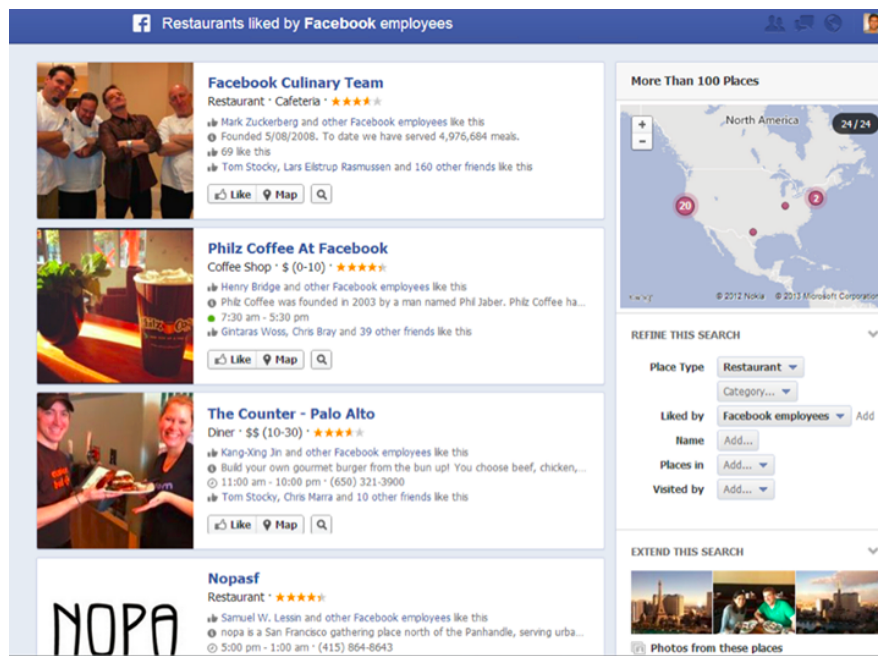 Restaurants liked by Facebook employees
Facebook Culinary Team
Restaurant · Cafeteria ·
Mark Zuckerberg and other Facebook employees like this
Founded 5/08/2008. To date we have served 4,976,684 meals.
69 like this
Tom Stocky, Lars Eilstrup Rasmussen and 160 other friends like this
Like Map
Philz Coffee At Facebook
Coffee Shop · $ (0-10) ·
Henry Bridge and other Facebook employees like this
Philz Coffee was founded in 2003 by a man named Phil Jaber. Philz Coffee ha...
7:30 am - 5:30 pm
Gintaras Woss, Chris Bray and 39 other friends like this
Like Map
The Counter - Palo Alto
Diner · $$ (10-30) ·
Kang-Xing Jin and other Facebook employees like this
Build your own gourmet burger from the bun up! You choose beef, chicken,...
11:00 am - 10:00 pm · (650) 321-3900
Tom Stocky, Chris Marra and 10 other friends like this
Like Map
NOPA
Nopasf
Restaurant ·
Samuel W. Lessin and other Facebook employees like this
nopa is a San Francisco gathering place north of the Panhandle, serving urba...
5:00 pm - 1:00 am · (415) 864-8643
More Than 100 Places
+
−
North America
24 / 24
20
2
© 2012 Nokia © 2013 Microsoft Corporation
REFINE THIS SEARCH
Place Type Restaurant
Category...
Liked by Facebook employees Add
Name Add...
Places in Add...
Visited by Add...
EXTEND THIS SEARCH
Photos from these places